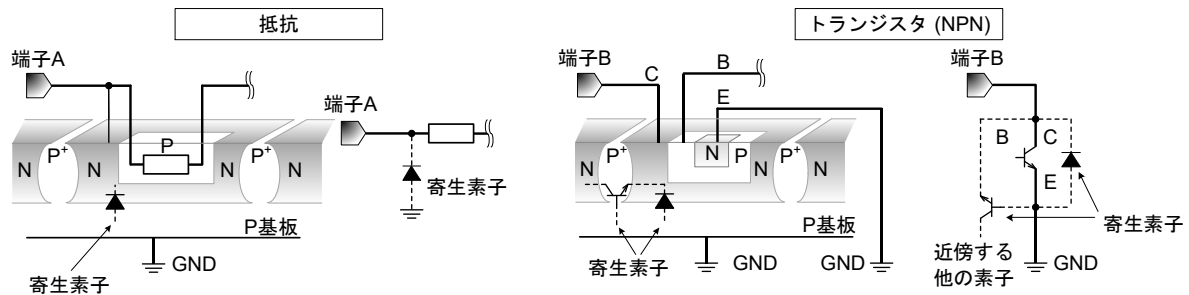 抵抗
トランジスタ (NPN)
端子A
端子A
N
P+
N
P
N
P+
N
寄生素子
P基板
GND
寄生素子
端子B
C
B
E
N
P+
N
N
P
N
P+
N
P基板
寄生素子
GND
GND
端子B
B
C
E
寄生素子
近傍する
他の素子
GND